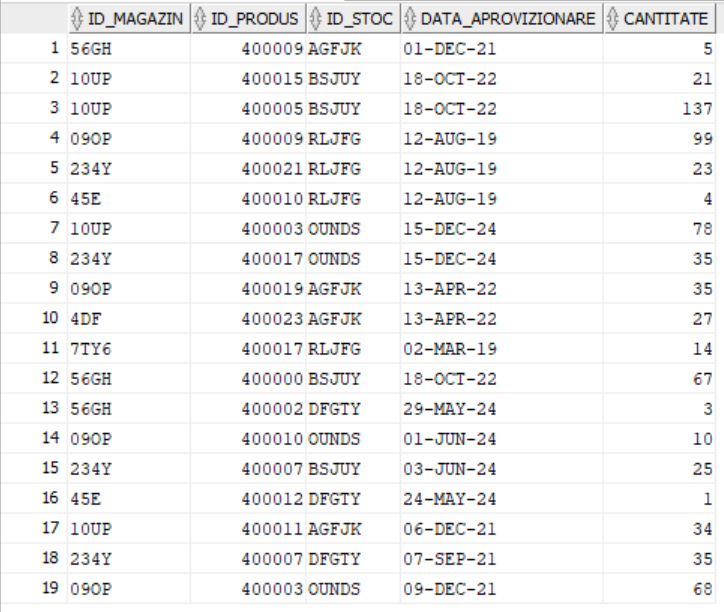 ID_MAGAZIN ID_PRODUS ID_STOC DATA_APROVIZIONARE CANTITATE
1 56GH 400009 AGFJK 01-DEC-21 5
2 10UP 400015 BSJUY 18-OCT-22 21
3 10UP 400005 BSJUY 18-OCT-22 137
4 09OP 400009 RLJFG 12-AUG-19 99
5 234Y 400021 RLJFG 12-AUG-19 23
6 45E 400010 RLJFG 12-AUG-19 4
7 10UP 400003 OUNDS 15-DEC-24 78
8 234Y 400017 OUNDS 15-DEC-24 35
9 09OP 400019 AGFJK 13-APR-22 35
10 4DF 400023 AGFJK 13-APR-22 27
11 7TY6 400017 RLJFG 02-MAR-19 14
12 56GH 400000 BSJUY 18-OCT-22 67
13 56GH 400002 DFGTY 29-MAY-24 3
14 09OP 400010 OUNDS 01-JUN-24 10
15 234Y 400007 BSJUY 03-JUN-24 25
16 45E 400012 DFGTY 24-MAY-24 1
17 10UP 400011 AGFJK 06-DEC-21 34
18 234Y 400007 DFGTY 07-SEP-21 35
19 09OP 400003 OUNDS 09-DEC-21 68